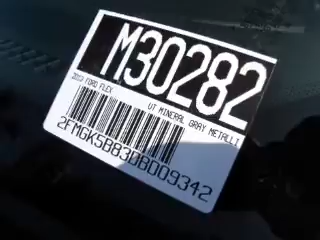 M30282
2013 FORD FLEX UT MINERAL GRAY METALLI
2FMGK5B83DBD09342